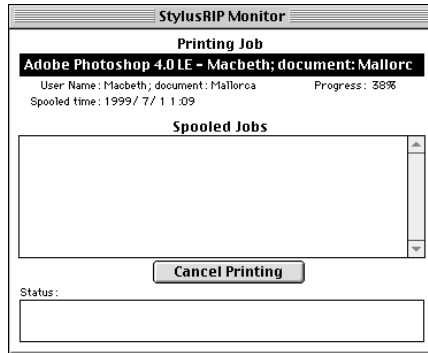 StylusRIP Monitor
Printing Job
Adobe Photoshop 4.0 LE - Macbeth; document: Mallorc
User Name: Macbeth; document: Mallorca Progress: 38%
Spooled time: 1999/ 7/ 1 1:09
Spooled Jobs
Cancel Printing
Status: